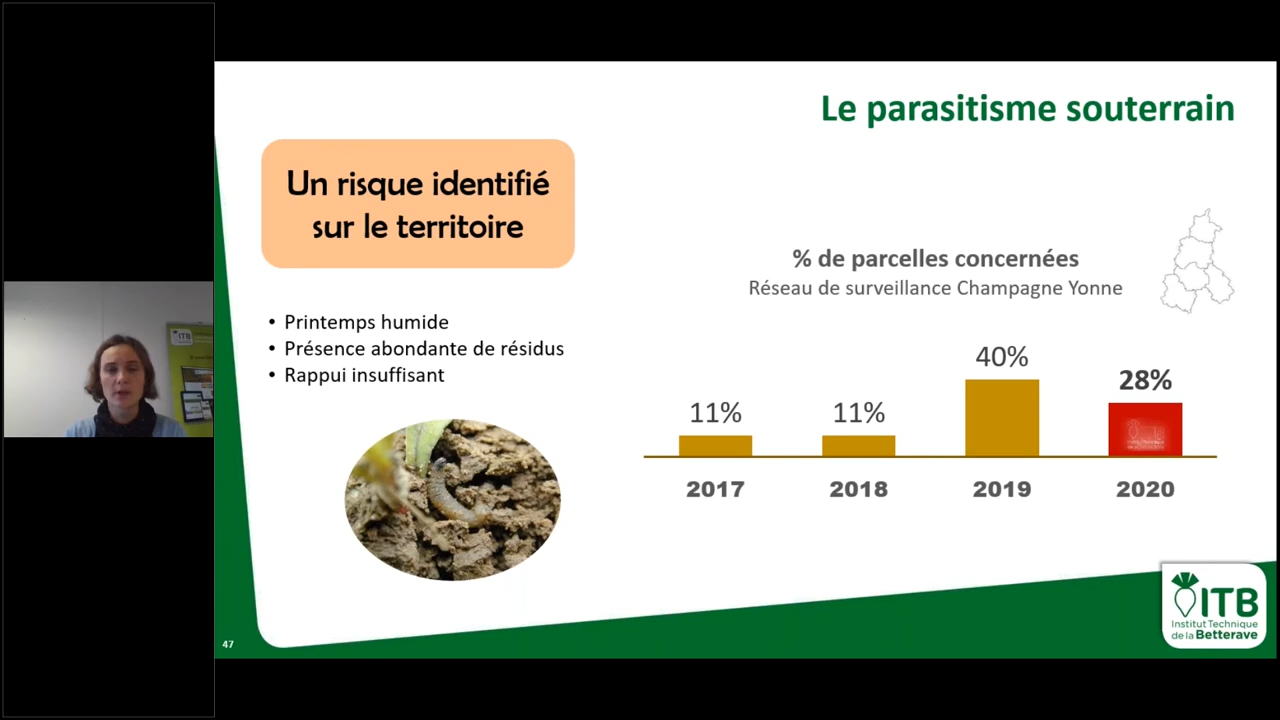 Le parasitisme souterrain
Un risque identifié
sur le territoire
• Printemps humide
• Présence abondante de résidus
• Rappui insuffisant
% de parcelles concernées
Réseau de surveillance Champagne Yonne
11%
11%
40%
28%
2017
2018
2019
2020
47
ITB
Institut Technique
de la Betterave
ITB